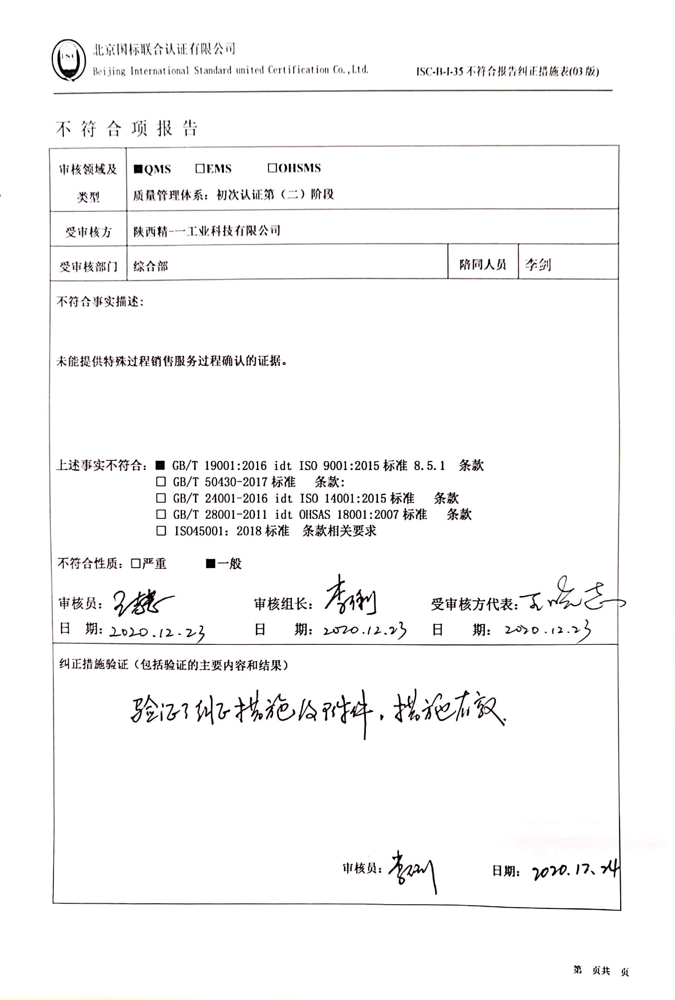 ISC
北京国标联合认证有限公司
Beijing International Standard united Certification Co.,Ltd.
ISC-B-I-35 不符合报告纠正措施表(03 版)
不符合项报告
审核领域及类型
■QMS □EMS □OHSMS
质量管理体系：初次认证第（二）阶段
受审核方
陕西精一工业科技有限公司
受审核部门
综合部
陪同人员
李剑
不符合事实描述：
未能提供特殊过程销售服务过程确认的证据。
上述事实不符合：■ GB/T 19001:2016 idt ISO 9001:2015 标准 8.5.1 条款
□ GB/T 50430-2017 标准 条款：
□ GB/T 24001-2016 idt ISO 14001:2015 标准 条款
□ GB/T 28001-2011 idt OHSAS 18001:2007 标准 条款
□ ISO45001：2018 标准 条款相关要求
不符合性质：□严重 ■一般
审核员： 审核组长： 受审核方代表：
日 期：2020.12.23 日 期：2020.12.23 日 期：2020.12.23
纠正措施验证（包括验证的主要内容和结果）
验证了纠正措施及附件，措施有效.
审核员： 日期：2020.12、24
第 页共 页